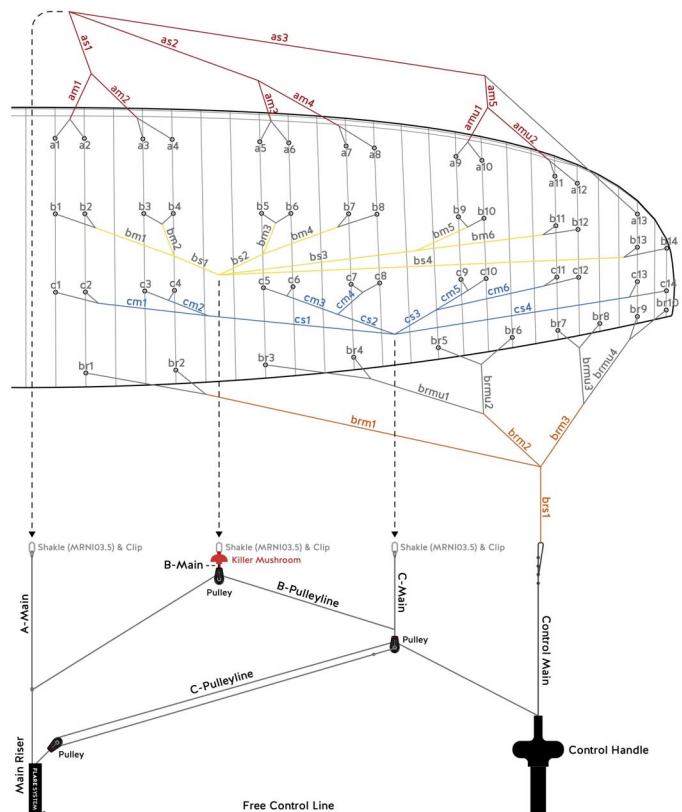 as3
as2
as1
am1
am2
am3
am4
am5
amu1
amu2
a1
a2
a3
a4
a5
a6
a7
a8
a9
a10
a11
a12
a13
b1
b2
b3
b4
b5
b6
b7
b8
b9
b10
b11
b12
b13
b14
bm1
bm2
bm3
bm4
bm5
bm6
bs1
bs2
bs3
bs4
c1
c2
c3
c4
c5
c6
c7
c8
c9
c10
c11
c12
c13
c14
cm1
cm2
cm3
cm4
cm5
cm6
cs1
cs2
cs3
cs4
br1
br2
br3
br4
br5
br6
br7
br8
br9
br10
brmu1
brmu2
brmu3
brmu4
brm1
brm2
brm3
brs1
Shakle (MRNI03.5) & Clip
Shakle (MRNI03.5) & Clip
Shakle (MRNI03.5) & Clip
Killer Mushroom
B-Main
Pulley
B-Pulleyline
A-Main
C-Main
Pulley
Control Main
C-Pulleyline
Pulley
Main Riser
FLARE SYSTEM
Control Handle
Free Control Line